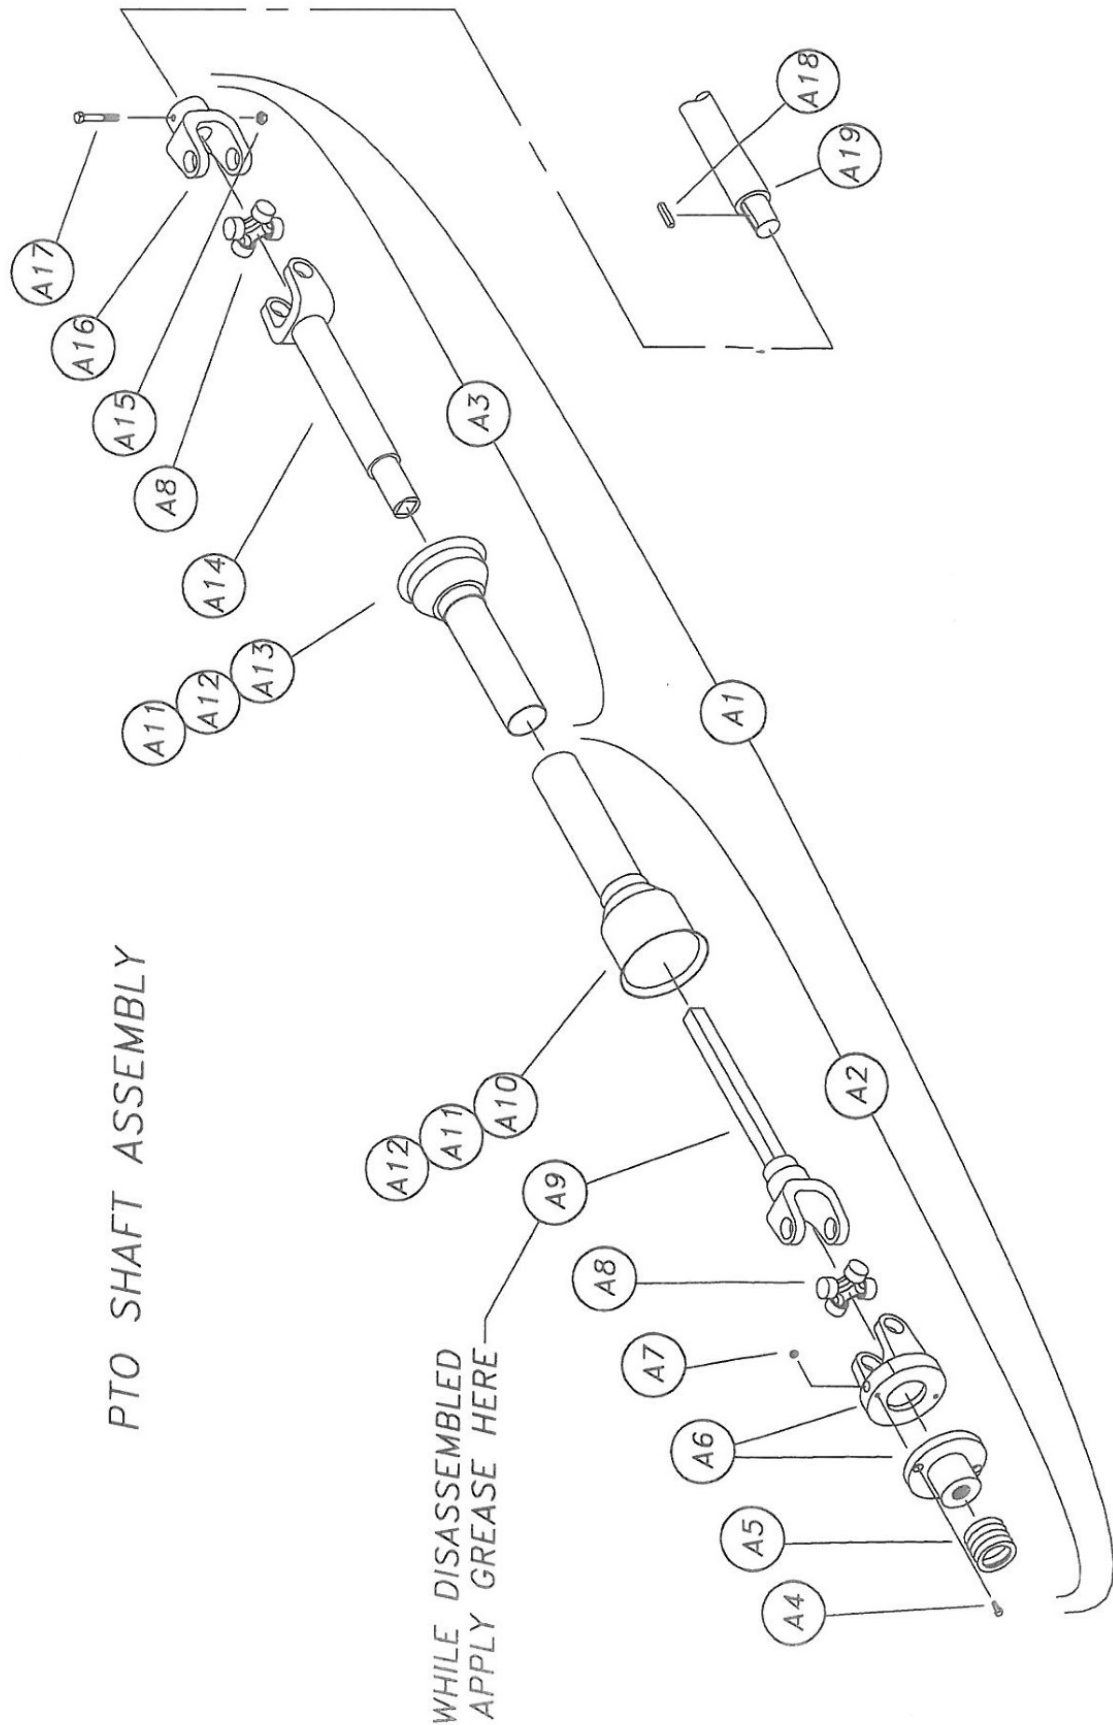 PTO SHAFT ASSEMBLY
WHILE DISASSEMBLED
APPLY GREASE HERE
A4
A5
A6
A7
A8
A9
A12
A11
A10
A2
A1
A11
A12
A13
A14
A3
A8
A15
A16
A17
A18
A19